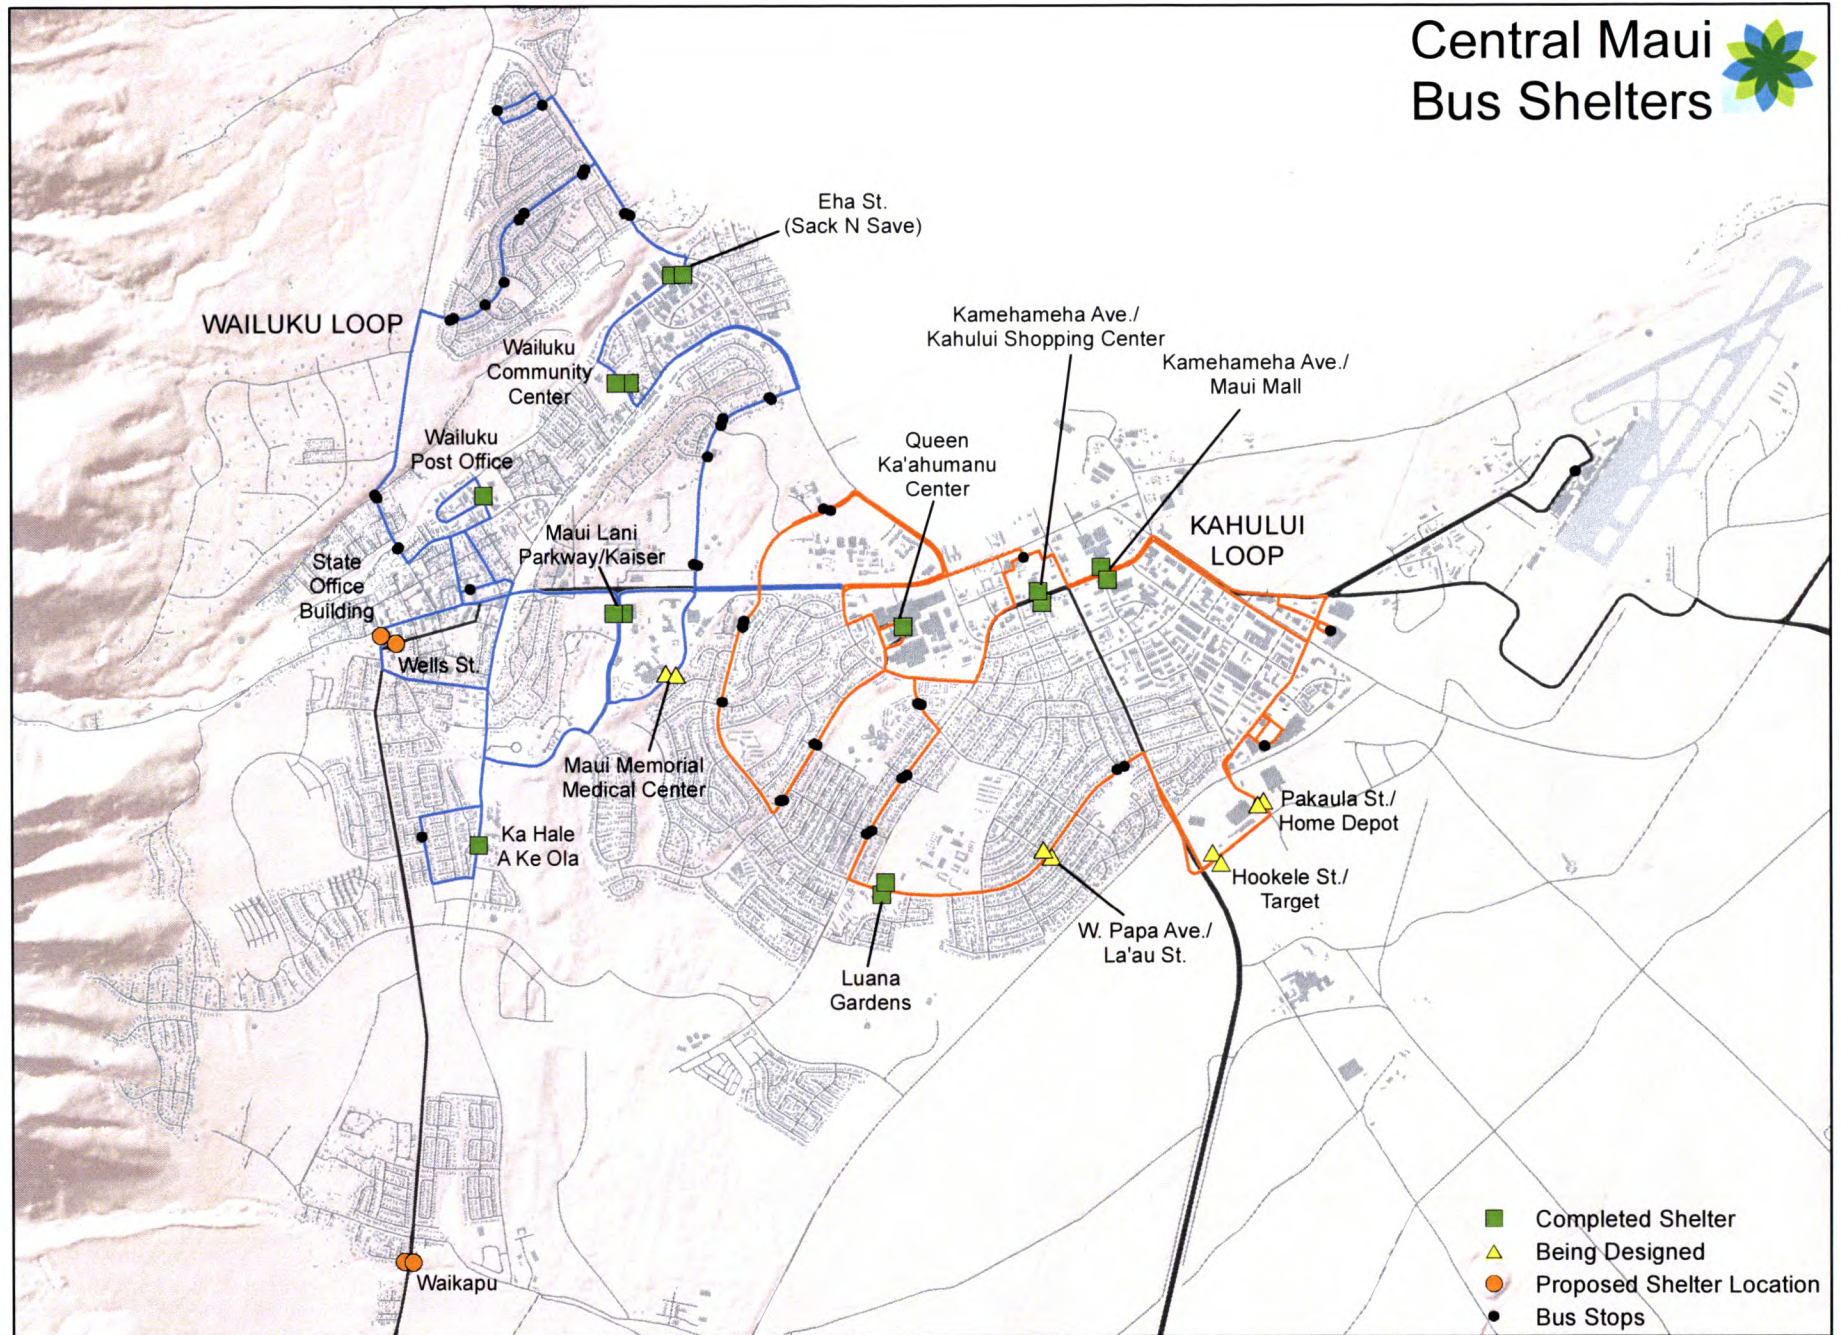 Central Maui
Bus Shelters
Eha St.
(Sack N Save)
WAILUKU LOOP
Wailuku
Community
Center
Kamehameha Ave./
Kahului Shopping Center
Kamehameha Ave./
Maui Mall
Wailuku
Post Office
Queen
Ka'ahumanu
Center
Maui Lani
Parkway/Kaiser
KAHULUI
LOOP
State
Office
Building
Wells St.
Maui Memorial
Medical Center
Pakaula St./
Home Depot
Ka Hale
A Ke Ola
Hookele St./
Target
W. Papa Ave./
La'au St.
Luana
Gardens
Waikapu
Completed Shelter
Being Designed
Proposed Shelter Location
Bus Stops